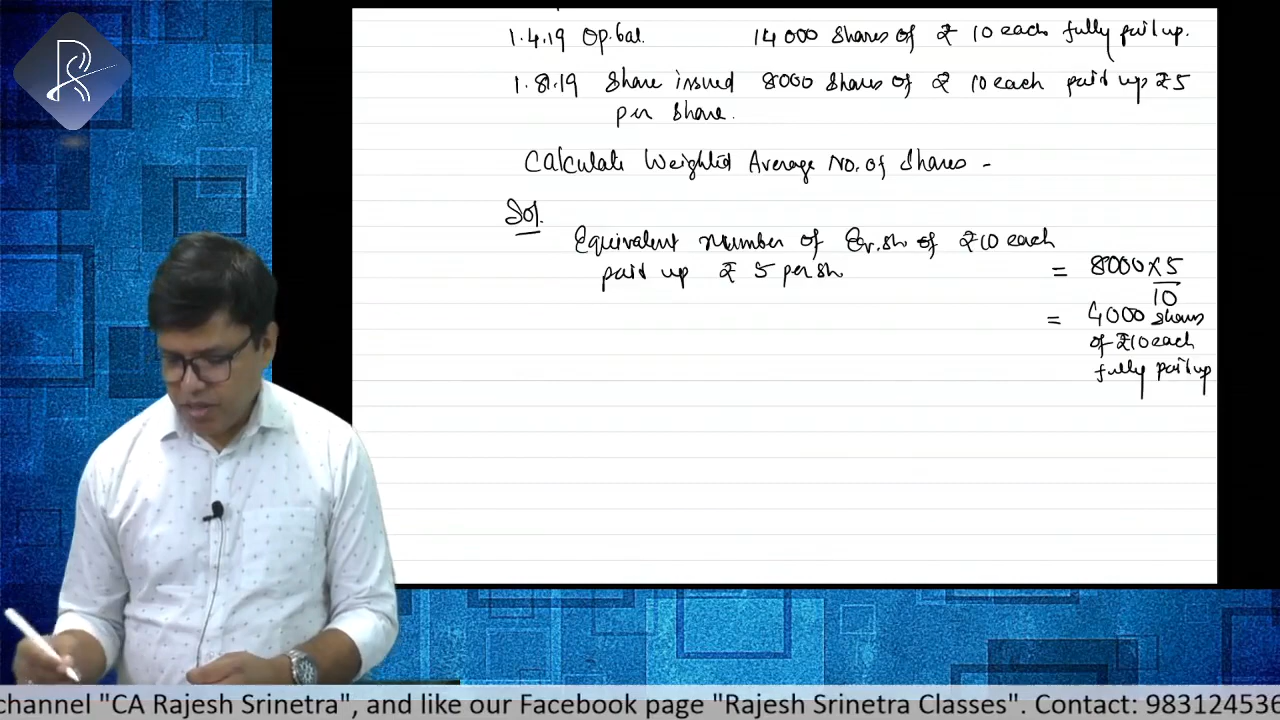 1.4.19 Op. bal. 14000 Shares of ₹ 10 each fully paid up.
1.8.19 Share issued 8000 Shares of ₹ 10 each paid up ₹5
per share.
Calculate Weighted Average No. of Shares -
Sol.
Equivalent number of Eq. sh of ₹10 each
paid up ₹ 5 per sh = 8000 X 5
10
= 4000 shares
of ₹10 each
fully paid up
channel "CA Rajesh Srinetra", and like our Facebook page "Rajesh Srinetra Classes". Contact: 983124536